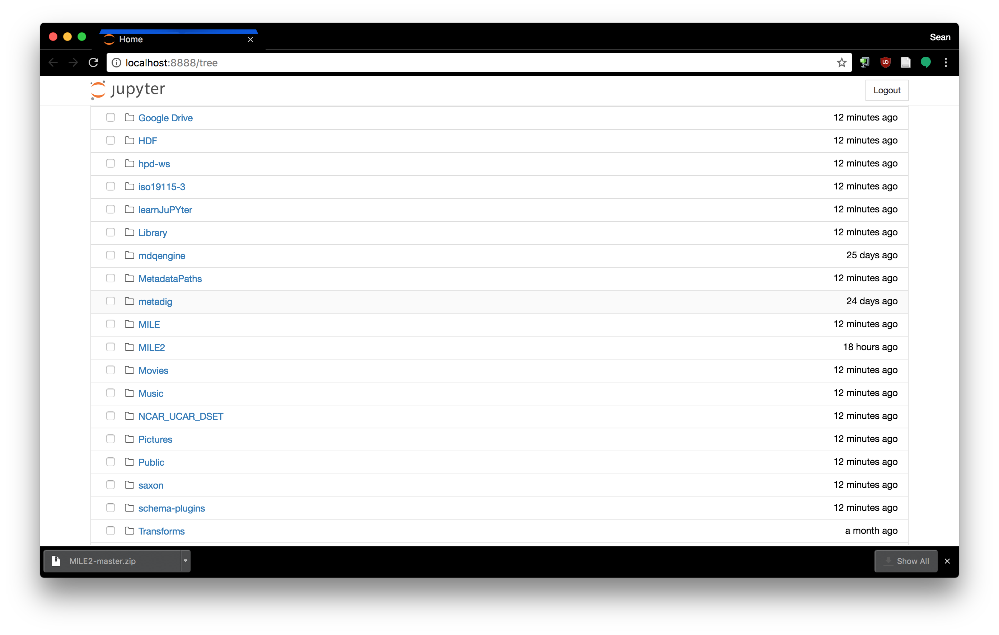 Home
Sean
localhost:8888/tree
UO
jupyter
Logout
Google Drive 12 minutes ago
HDF 12 minutes ago
hpd-ws 12 minutes ago
iso19115-3 12 minutes ago
learnJuPYter 12 minutes ago
Library 12 minutes ago
mdqengine 25 days ago
MetadataPaths 12 minutes ago
metadig 24 days ago
MILE 12 minutes ago
MILE2 18 hours ago
Movies 12 minutes ago
Music 12 minutes ago
NCAR_UCAR_DSET 12 minutes ago
Pictures 12 minutes ago
Public 12 minutes ago
saxon 12 minutes ago
schema-plugins 12 minutes ago
Transforms a month ago
MILE2-master.zip
Show All